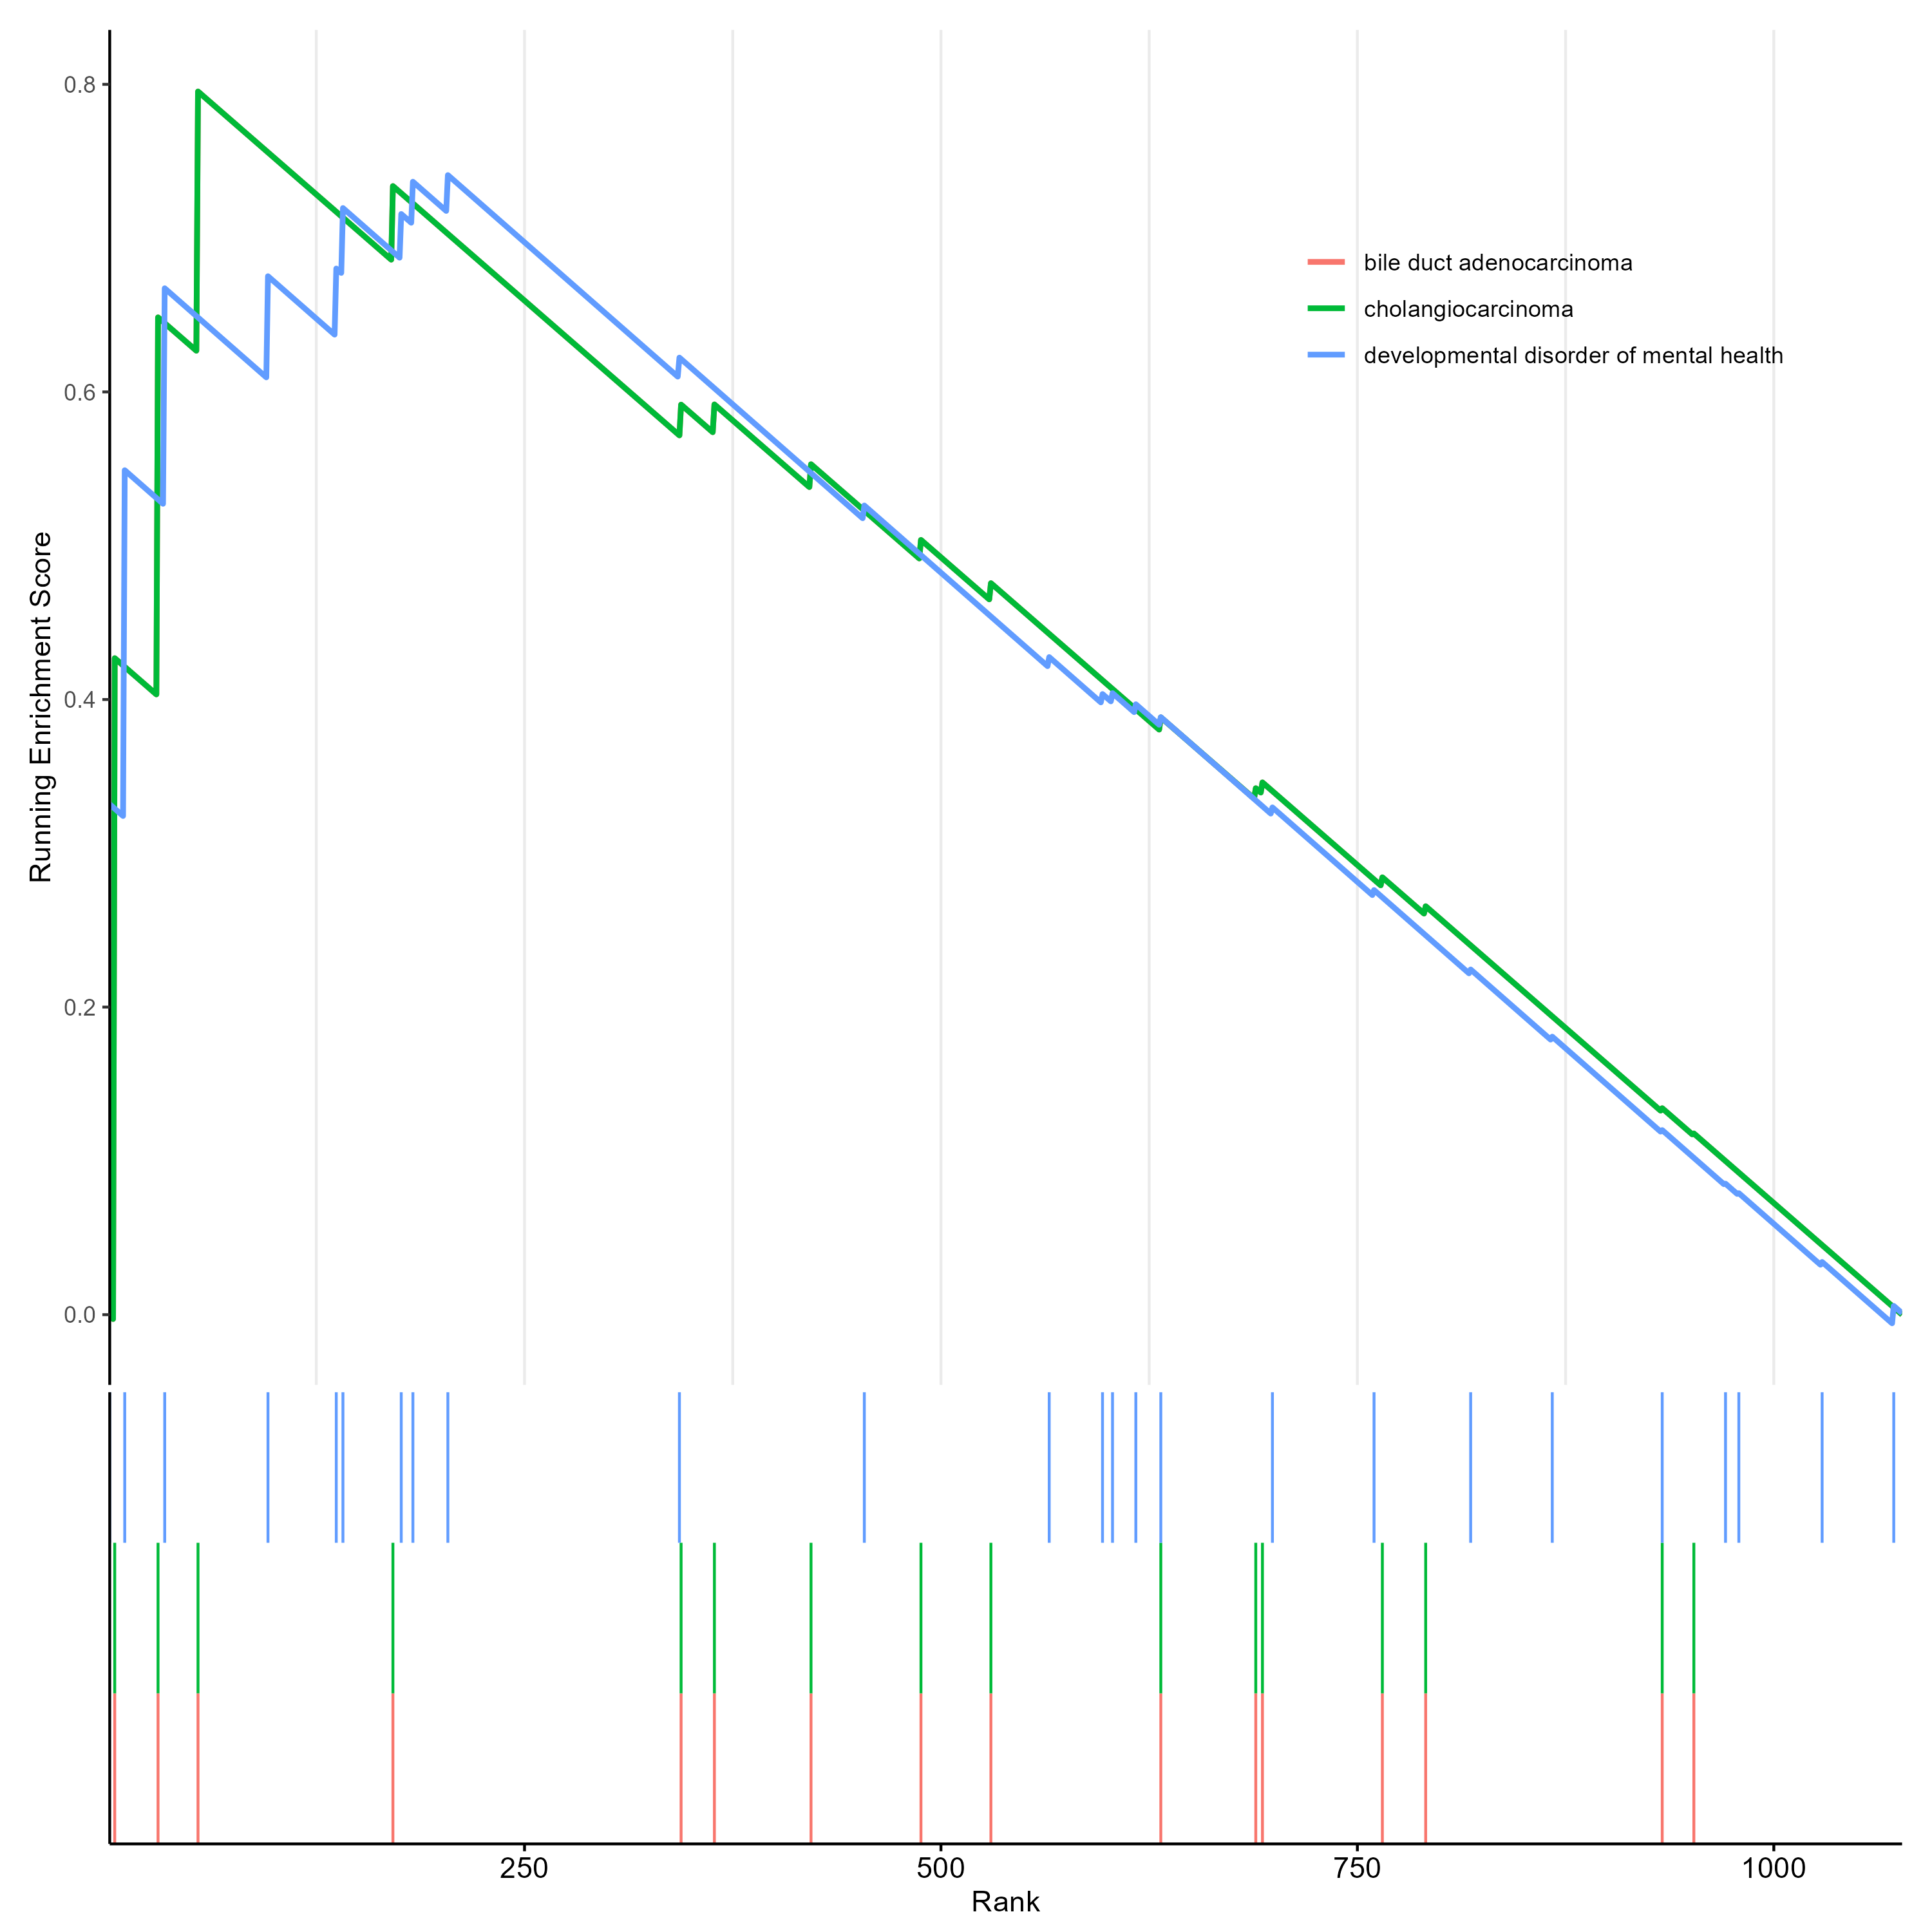 0.8
0.6
0.4
0.2
0.0
Running Enrichment Score
bile duct adenocarcinoma
cholangiocarcinoma
developmental disorder of mental health
250 500 750 1000
Rank